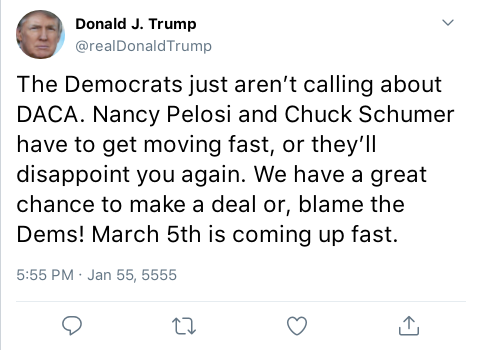 Donald J. Trump
@realDonaldTrump
The Democrats just aren’t calling about
DACA. Nancy Pelosi and Chuck Schumer
have to get moving fast, or they’ll
disappoint you again. We have a great
chance to make a deal or, blame the
Dems! March 5th is coming up fast.
5:55 PM · Jan 55, 5555